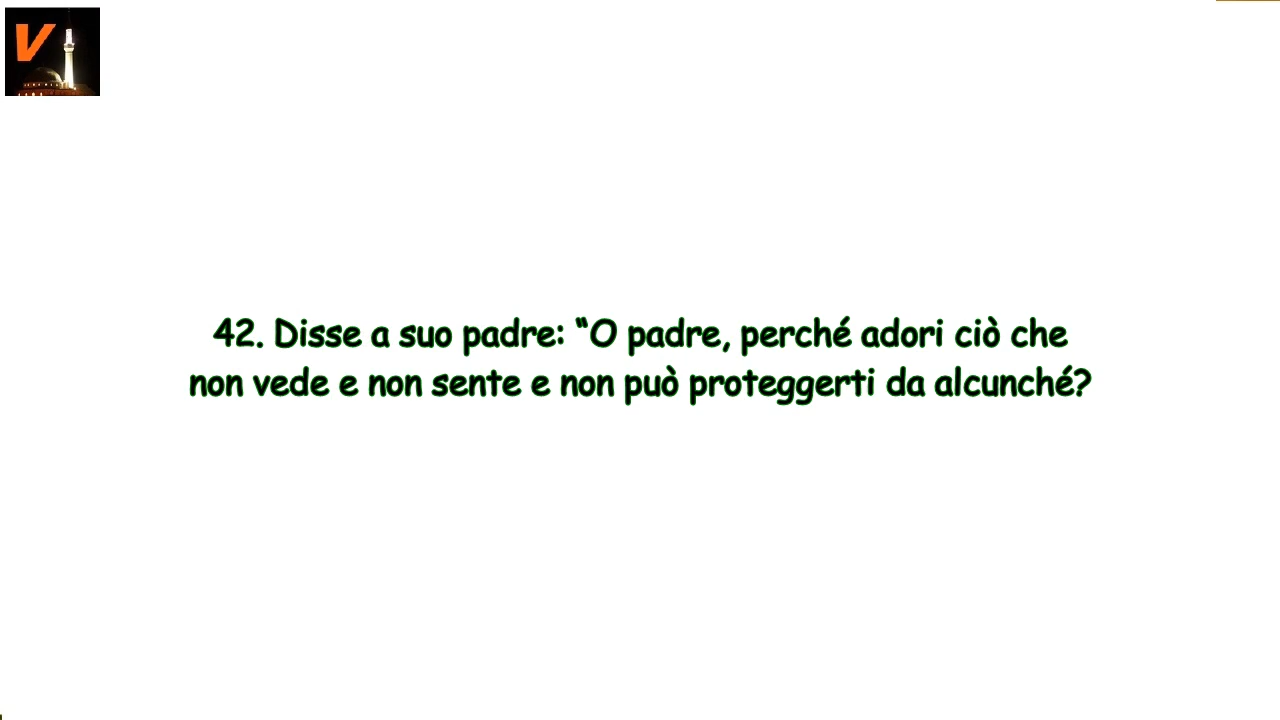 V
42. Disse a suo padre: “O padre, perché adori ciò che
non vede e non sente e non può proteggerti da alcunché?